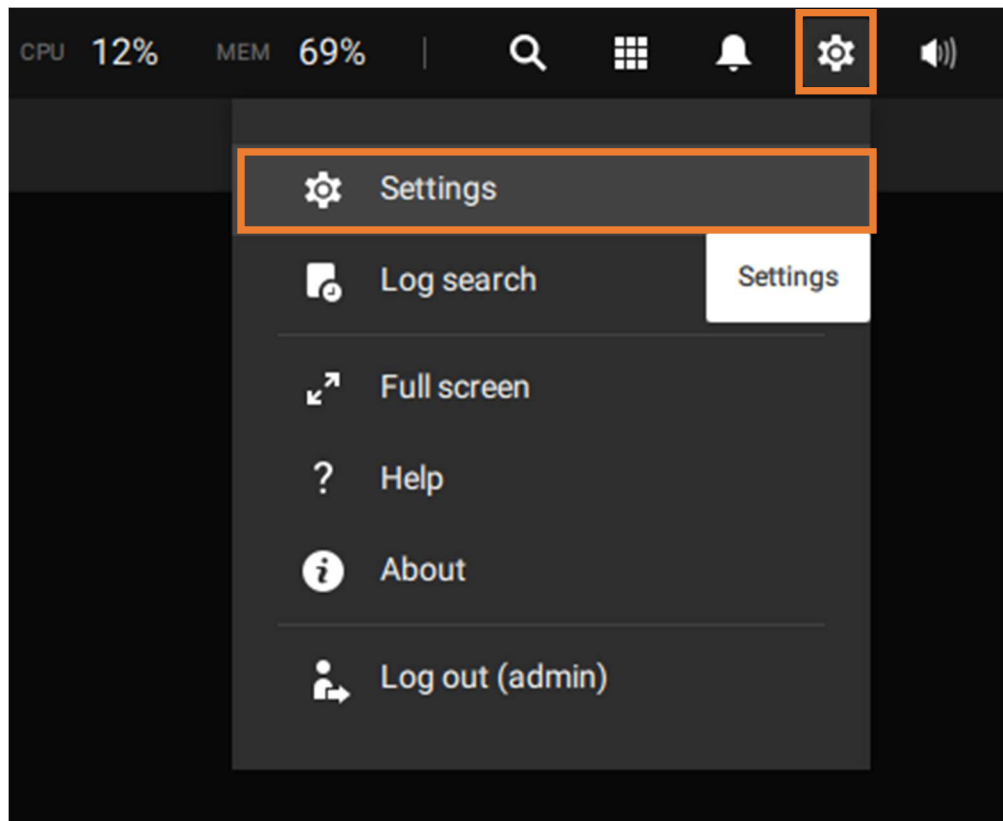 CPU 12% MEM 69%
Settings
Log search
Settings
Full screen
? Help
About
Log out (admin)